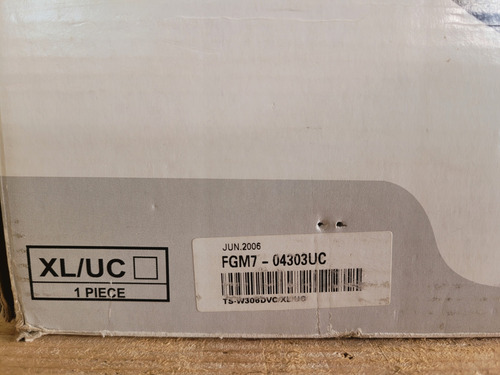 XL/UC
1 PIECE
JUN.2006
FGM7 - 04303UC
TS-W306DVC/XL/UC